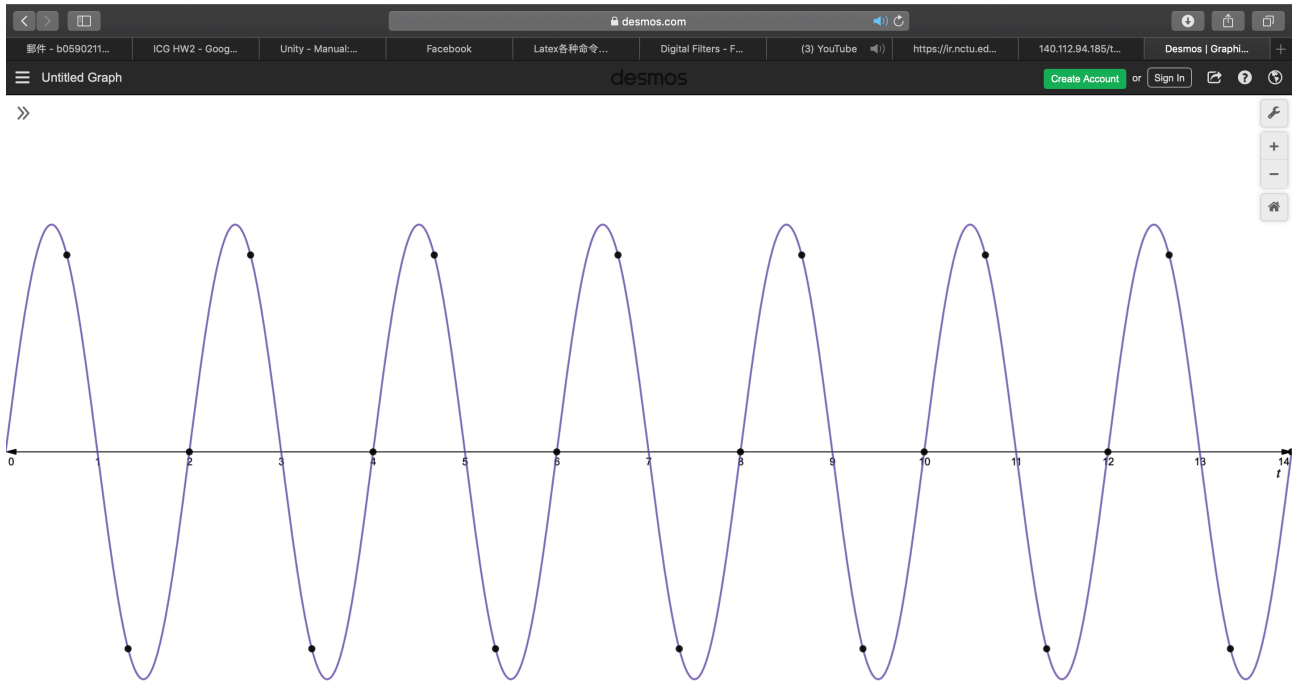 desmos.com
郵件 - b0590211...
ICG HW2 - Goog...
Unity - Manual:...
Facebook
Latex各种命令...
Digital Filters - F...
(3) YouTube
https://ir.nctu.ed...
140.112.94.185/t...
Desmos | Graphi...
Untitled Graph
desmos
Create Account or Sign In
0 1 2 3 4 5 6 7 8 9 10 11 12 13 14
t